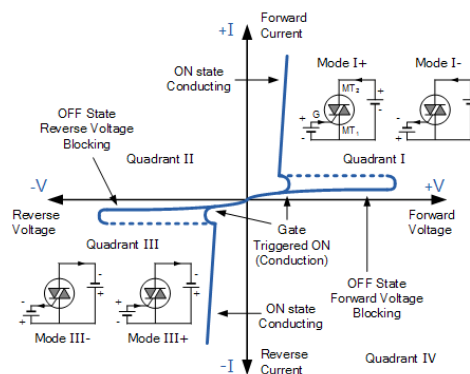 +I
Forward
Current
ON state
Conducting
Mode I+
Mode I-
MT₂
G
MT₁
+
-
+
-
+
-
-
+
OFF State
Reverse Voltage
Blocking
Quadrant II
Quadrant I
-V
+V
Reverse
Voltage
Forward
Voltage
Quadrant III
Gate
Triggered ON
(Conduction)
OFF State
Forward Voltage
Blocking
-
+
-
+
+
-
-
+
Mode III-
Mode III+
ON state
Conducting
-I
Reverse
Current
Quadrant IV